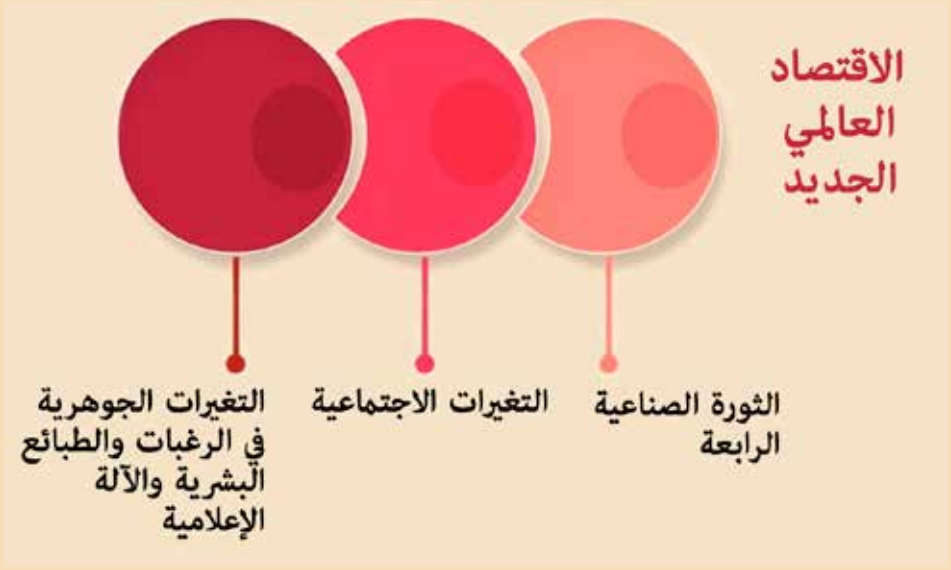 الاقتصاد
العالمي
الجديد
الثورة الصناعية
الرابعة
التغيرات الاجتماعية
التغيرات الجوهرية
في الرغبات والطبائع
البشرية والآلة
الإعلامية